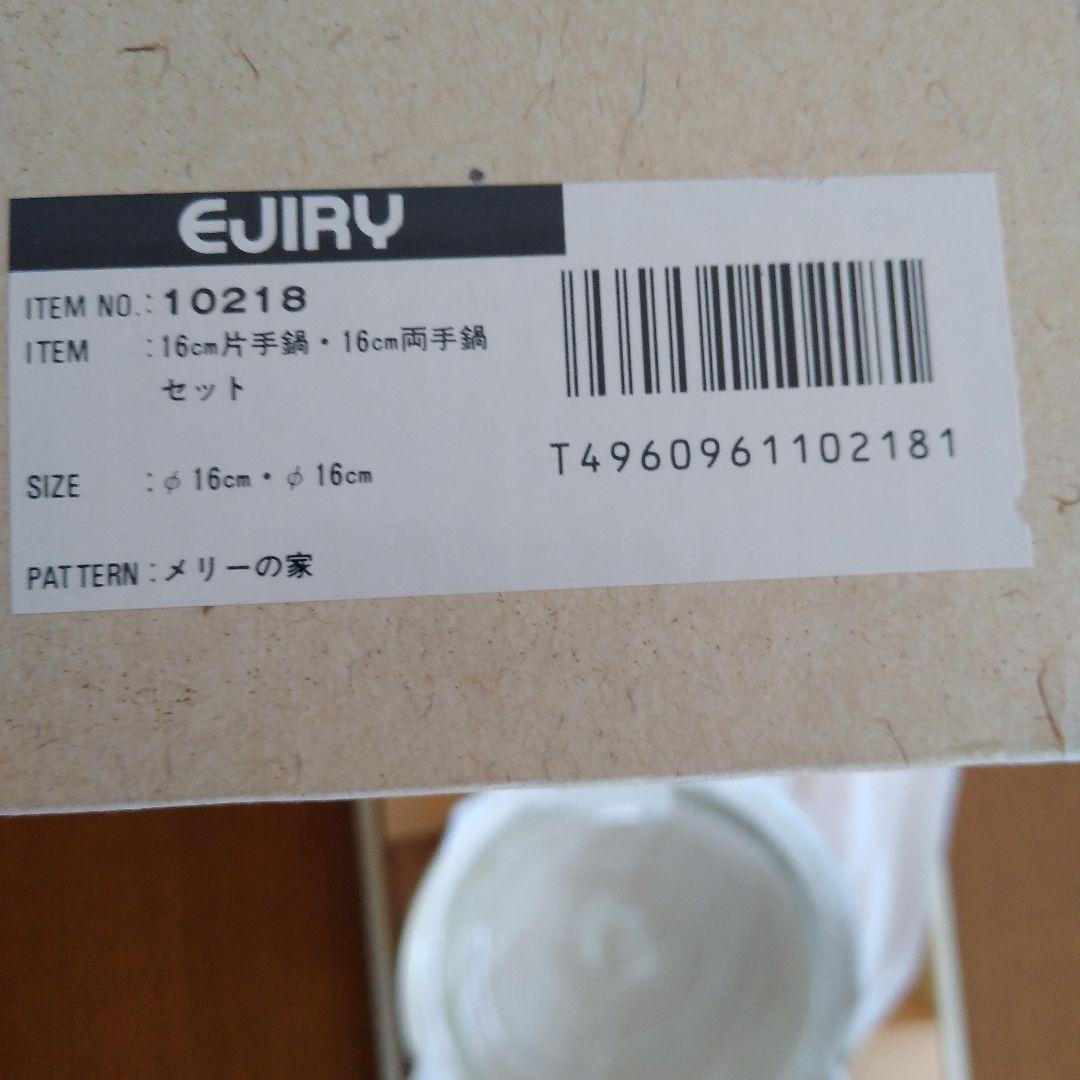 EJIRY
ITEM NO.:10218
ITEM :16cm片手鍋・16cm両手鍋
セット
SIZE :φ16cm・φ16cm
PATTERN:メリーの家
T4960961102181